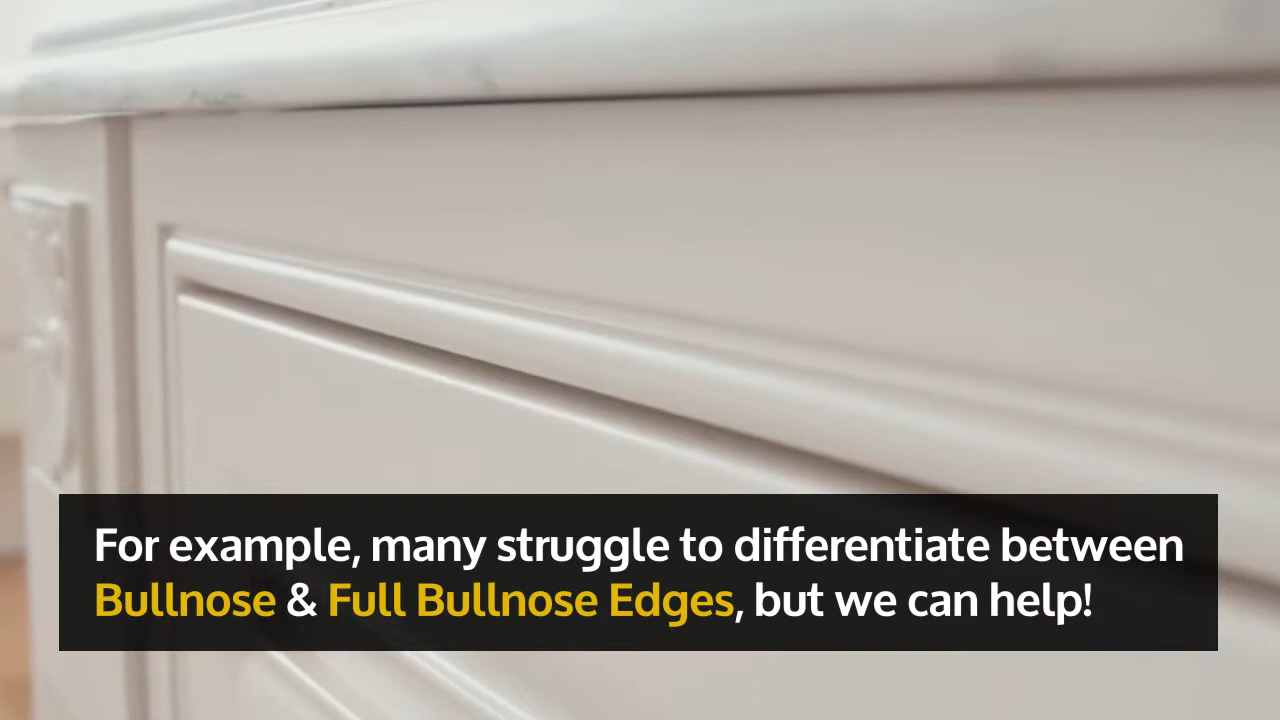 For example, many struggle to differentiate between
Bullnose & Full Bullnose Edges, but we can help!